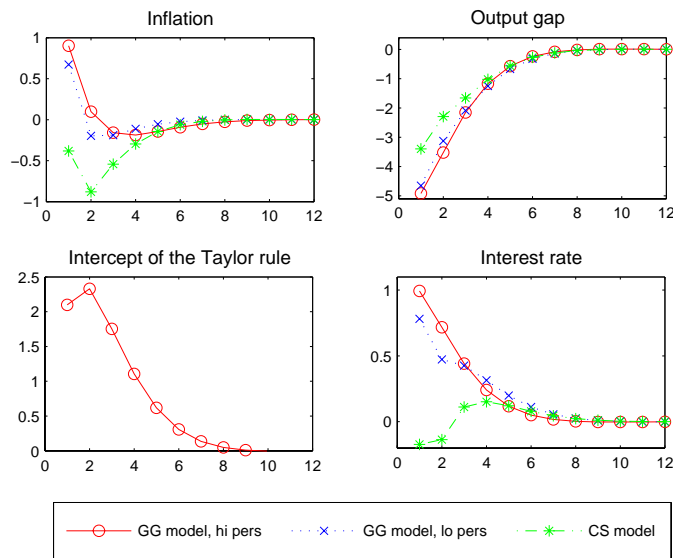 Inflation
1
0.5
0
−0.5
−1
0 2 4 6 8 10 12
Output gap
0
−1
−2
−3
−4
−5
0 2 4 6 8 10 12
Intercept of the Taylor rule
2.5
2
1.5
1
0.5
0
0 2 4 6 8 10 12
Interest rate
1
0.5
0
0 2 4 6 8 10 12
GG model, hi pers GG model, lo pers CS model